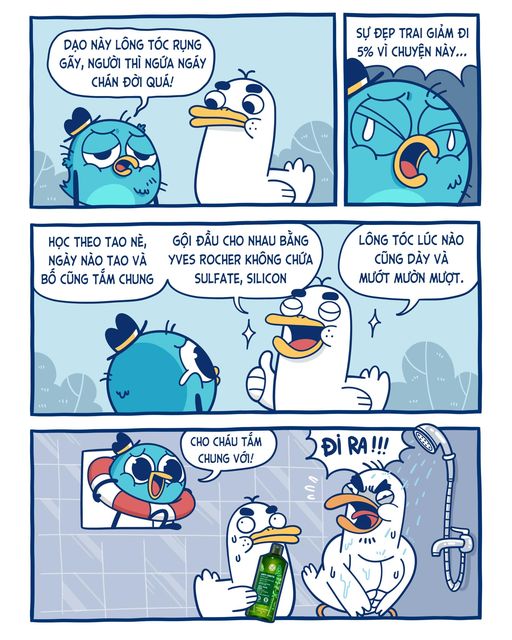 DẠO NÀY LÔNG TÓC RỤNG
GÃY, NGƯỜI THÌ NGỨA NGÁY
CHÁN ĐỜI QUÁ!
SỰ ĐẸP TRAI GIẢM ĐI
5% VÌ CHUYỆN NÀY...
HỌC THEO TAO NÈ,
NGÀY NÀO TAO VÀ
BỐ CŨNG TẮM CHUNG
GỘI ĐẦU CHO NHAU BẰNG
YVES ROCHER KHÔNG CHỨA
SULFATE, SILICON
LÔNG TÓC LÚC NÀO
CŨNG DÀY VÀ
MƯỚT MƯỜN MƯỢT.
CHO CHÁU TẮM
CHUNG VỚI!
ĐI RA!!!